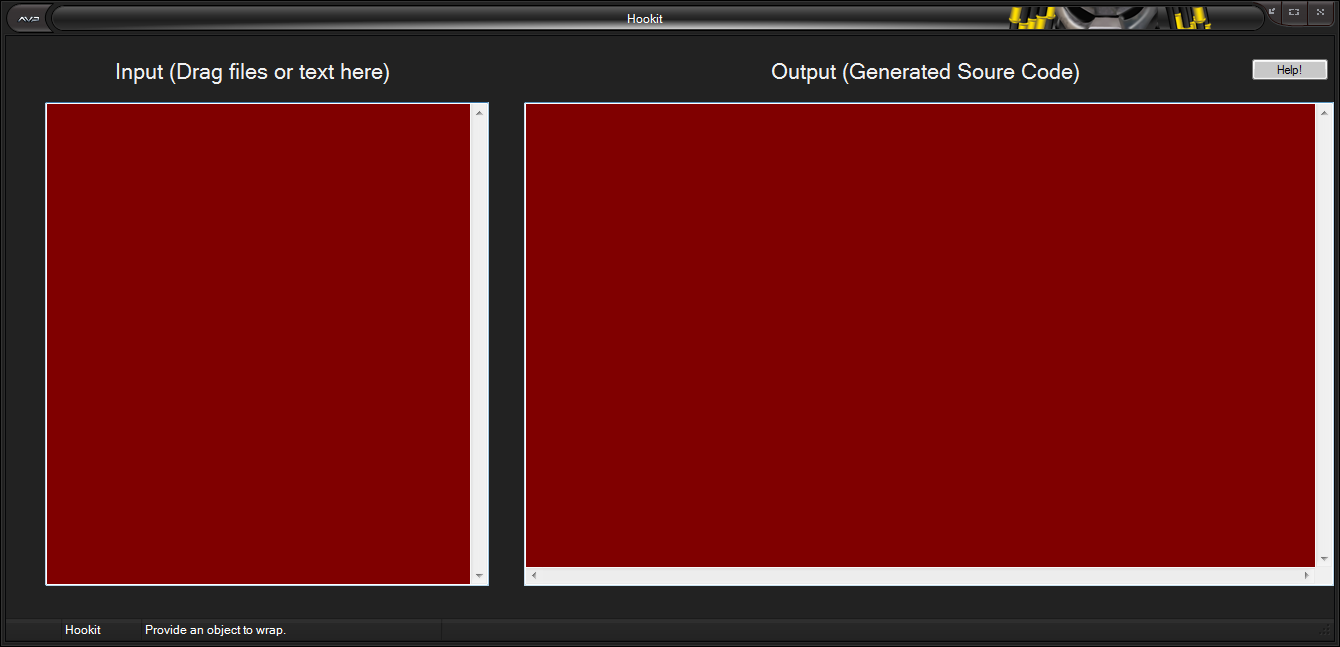 AVP
Hookit
Input (Drag files or text here)
Output (Generated Soure Code)
Help!
Hookit
Provide an object to wrap.